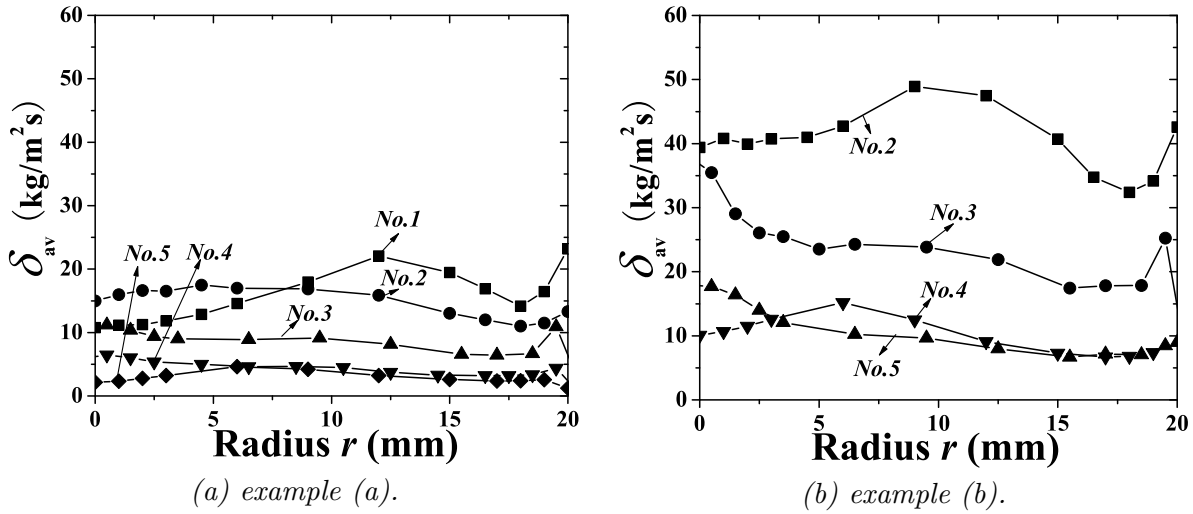 60
50
40
30
20
10
0
δav (kg/m²s)
No.1
No.2
No.3
No.4
No.5
0 5 10 15 20
Radius r (mm)
(a) example (a).
60
50
40
30
20
10
0
δav (kg/m²s)
No.2
No.3
No.4
No.5
0 5 10 15 20
Radius r (mm)
(b) example (b).